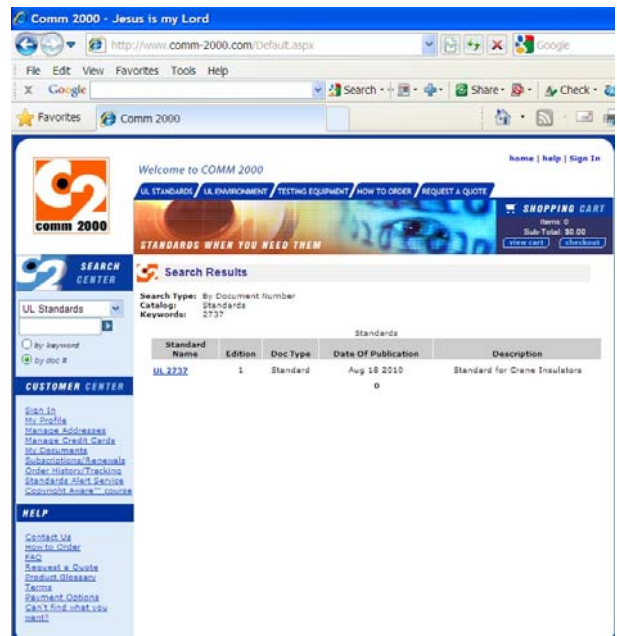 Comm 2000 - Jesus is my Lord
http://www.comm-2000.com/Default.aspx
Google
File Edit View Favorites Tools Help
X Google Search Share Check
Favorites Comm 2000
home | help | Sign In
Welcome to COMM 2000
UL STANDARDS UL ENVIRONMENT TESTING EQUIPMENT HOW TO ORDER REQUEST A QUOTE
comm 2000
SHOPPING CART
Items: 0
Sub-Total: $0.00
view cart checkout
STANDARDS WHEN YOU NEED THEM
SEARCH CENTER
UL Standards
by keyword
by doc #
Search Results
Search Type: By Document Number
Catalog: Standards
Keywords: 2737
Standards
Standard Name Edition Doc Type Date Of Publication Description
UL 2737 1 Standard Aug 18 2010 Standard for Crane Insulators
0
CUSTOMER CENTER
Sign In
My Profile
Manage Addresses
Manage Credit Cards
My Documents
Subscriptions/Renewals
Order History/Tracking
Standards Alert Service
Copyright Aware™ course
HELP
Contact Us
How to Order
FAQ
Request a Quote
Product Glossary
Terms
Payment Options
Can't find what you want?